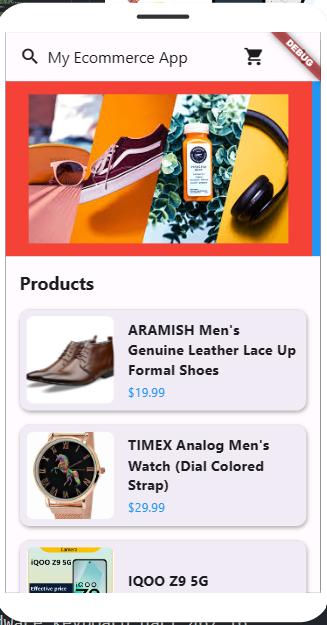 My Ecommerce App
DEBUG
Products
ARAMISH Men's
Genuine Leather Lace Up
Formal Shoes
$19.99
TIMEX Analog Men's
Watch (Dial Colored
Strap)
$29.99
Camera
iQOO Z9 5G
Effective price
IQOO Z9 5G